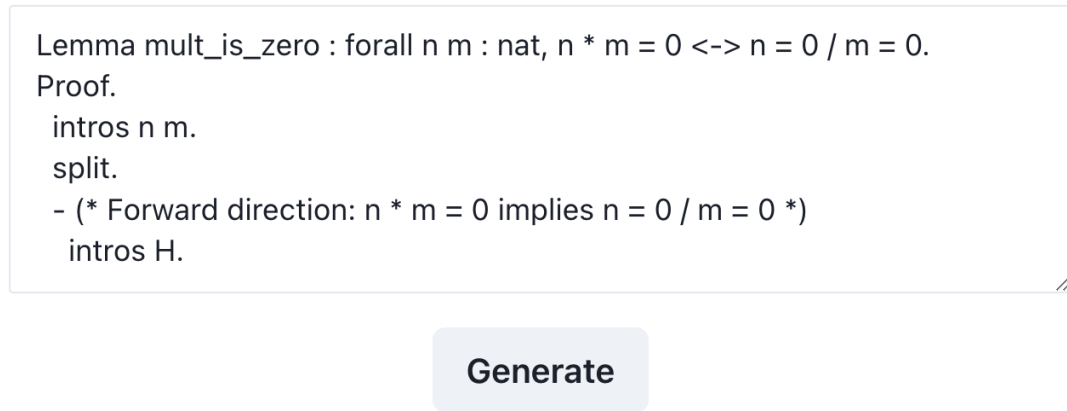 Lemma mult_is_zero : forall n m : nat, n * m = 0 <-> n = 0 / m = 0.
Proof.
intros n m.
split.
- (* Forward direction: n * m = 0 implies n = 0 / m = 0 *)
intros H.
Generate